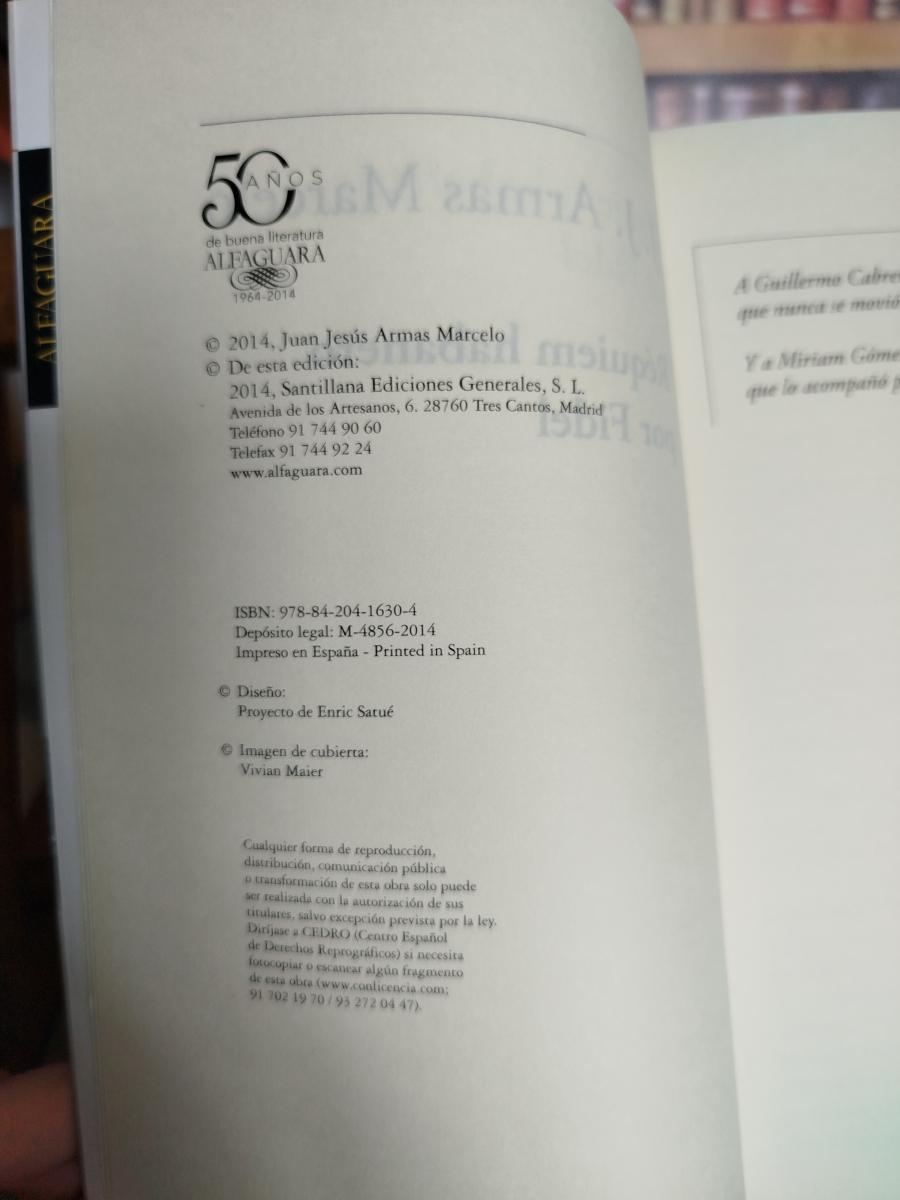 ALFAGUARA
50 AÑOS
de buena literatura
ALFAGUARA
1964-2014
© 2014, Juan Jesús Armas Marcelo
© De esta edición:
2014, Santillana Ediciones Generales, S. L.
Avenida de los Artesanos, 6. 28760 Tres Cantos, Madrid
Teléfono 91 744 90 60
Telefax 91 744 92 24
www.alfaguara.com
ISBN: 978-84-204-1630-4
Depósito legal: M-4856-2014
Impreso en España - Printed in Spain
© Diseño:
Proyecto de Enric Satué
© Imagen de cubierta:
Vivian Maier
Cualquier forma de reproducción,
distribución, comunicación pública
o transformación de esta obra solo puede
ser realizada con la autorización de sus
titulares, salvo excepción prevista por la ley.
Diríjase a CEDRO (Centro Español
de Derechos Reprográficos) si necesita
fotocopiar o escanear algún fragmento
de esta obra (www.conlicencia.com;
91 702 19 70 / 93 272 04 47).
A Guillermo
que nunca se movió
Y a Miriam
que lo acompañó